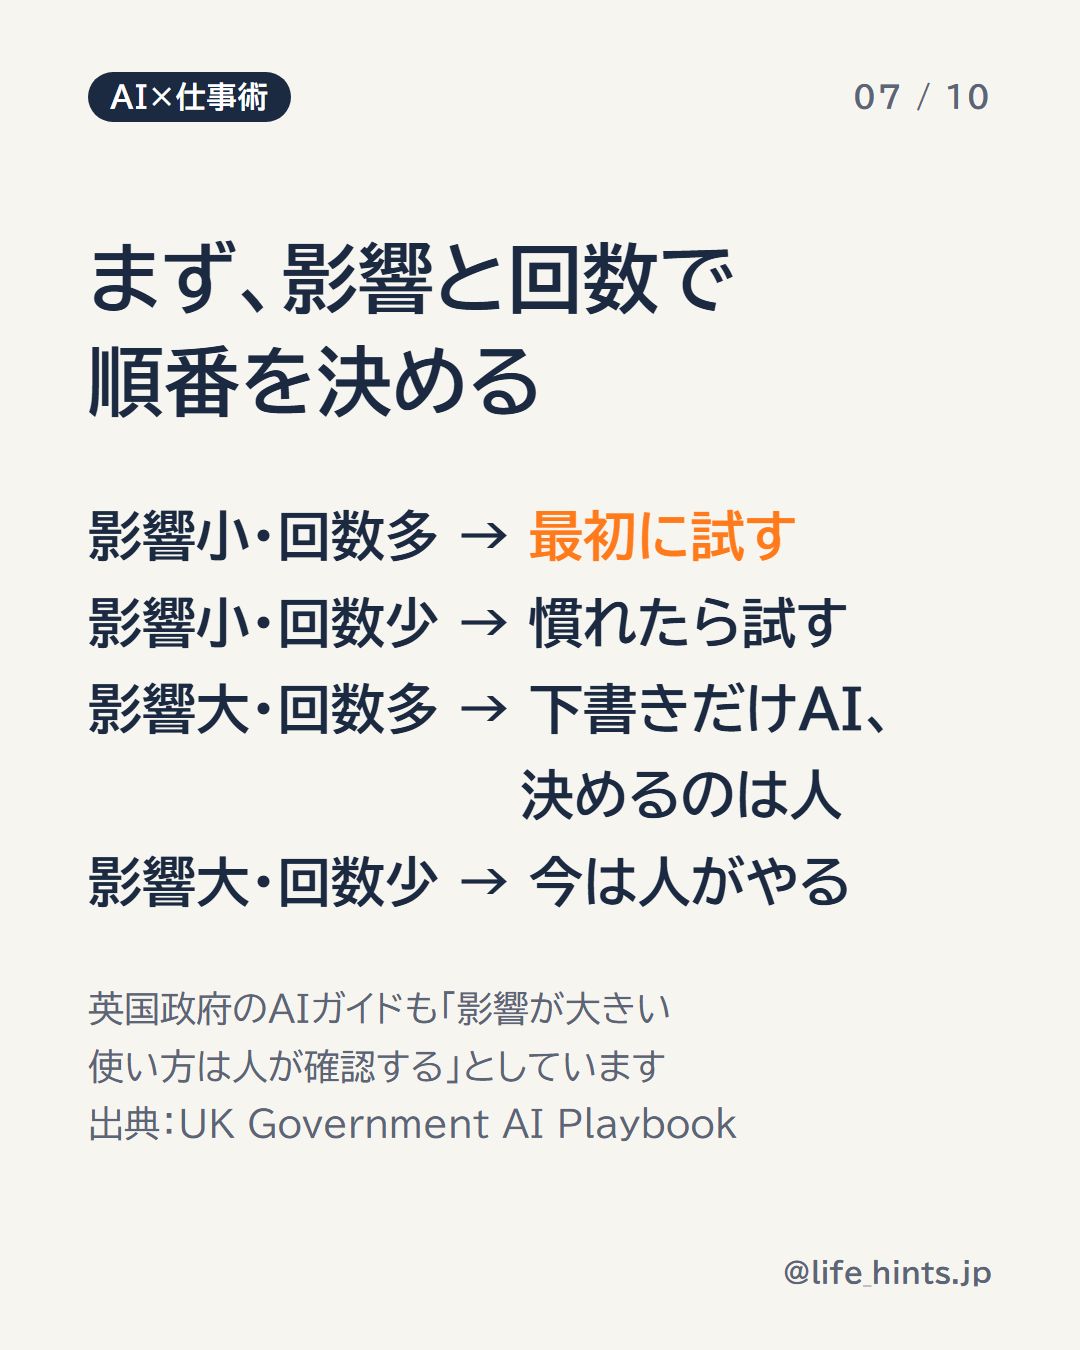 AI×仕事術
07 / 10
まず、影響と回数で
順番を決める
影響小・回数多 → 最初に試す
影響小・回数少 → 慣れたら試す
影響大・回数多 → 下書きだけAI、
決めるのは人
影響大・回数少 → 今は人がやる
英国政府のAIガイドも「影響が大きい
使い方は人が確認する」としています
出典：UK Government AI Playbook
@life_hints.jp